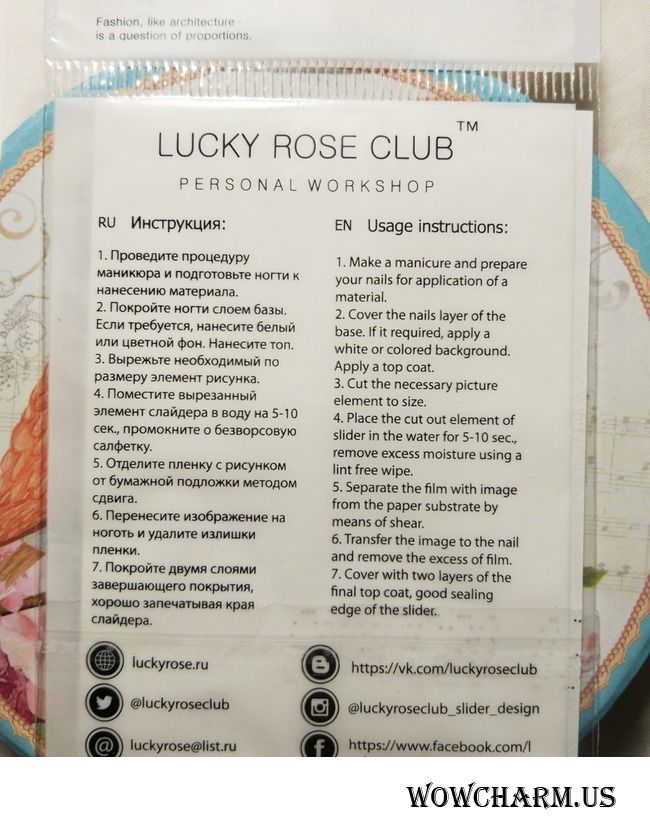 Fashion, like architecture -
is a question of proportions.
LUCKY ROSE CLUB™
PERSONAL WORKSHOP
RU Инструкция:
1. Проведите процедуру
маникюра и подготовьте ногти к
нанесению материала.
2. Покройте ногти слоем базы.
Если требуется, нанесите белый
или цветной фон. Нанесите топ.
3. Вырежьте необходимый по
размеру элемент рисунка.
4. Поместите вырезанный
элемент слайдера в воду на 5-10
сек., промокните о безворсовую
салфетку.
5. Отделите пленку с рисунком
от бумажной подложки методом
сдвига.
6. Перенесите изображение на
ноготь и удалите излишки
пленки.
7. Покройте двумя слоями
завершающего покрытия,
хорошо запечатывая края
слайдера.
EN Usage instructions:
1. Make a manicure and prepare
your nails for application of a
material.
2. Cover the nails layer of the
base. If it required, apply a
white or colored background.
Apply a top coat.
3. Cut the necessary picture
element to size.
4. Place the cut out element of
slider in the water for 5-10 sec.,
remove excess moisture using a
lint free wipe.
5. Separate the film with image
from the paper substrate by
means of shear.
6. Transfer the image to the nail
and remove the excess of film.
7. Cover with two layers of the
final top coat, good sealing
edge of the slider.
luckyrose.ru
@luckyroseclub
luckyrose@list.ru
https://vk.com/luckyroseclub
@luckyroseclub_slider_design
https://www.facebook.com/l
WOWCHARM.US